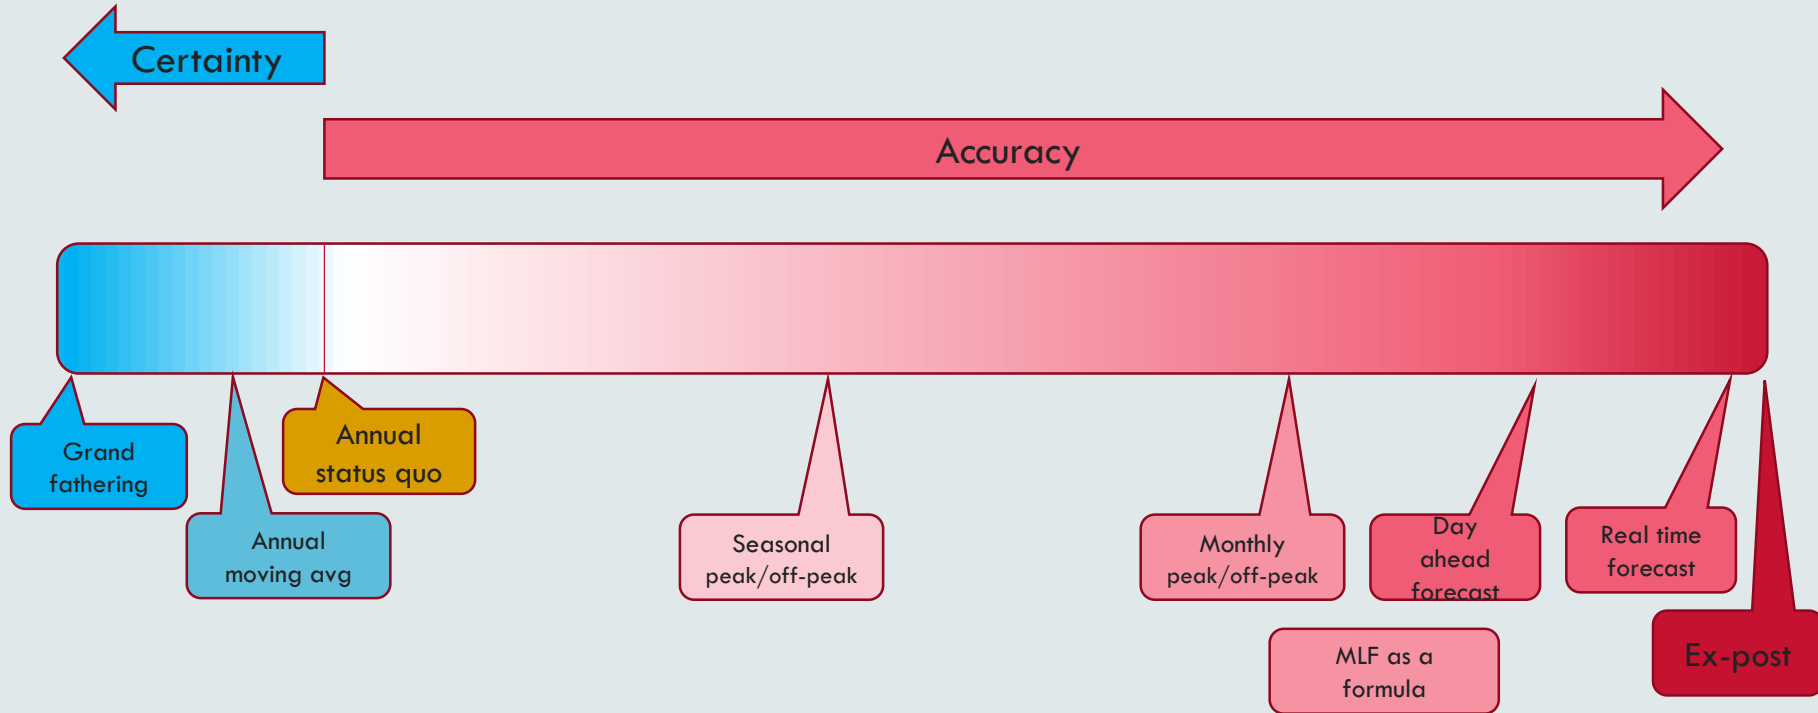 Certainty
Accuracy
Grand
fathering
Annual
moving avg
Annual
status quo
Seasonal
peak/off-peak
Monthly
peak/off-peak
Day
ahead
forecast
Real time
forecast
MLF as a
formula
Ex-post